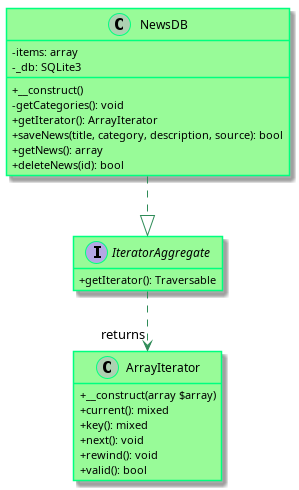 C NewsDB
-items: array
-_db: SQLite3
+__construct()
-getCategories(): void
+getIterator(): ArrayIterator
+saveNews(title, category, description, source): bool
+getNews(): array
+deleteNews(id): bool
I IteratorAggregate
+getIterator(): Traversable
returns
C ArrayIterator
+__construct(array $array)
+current(): mixed
+key(): mixed
+next(): void
+rewind(): void
+valid(): bool